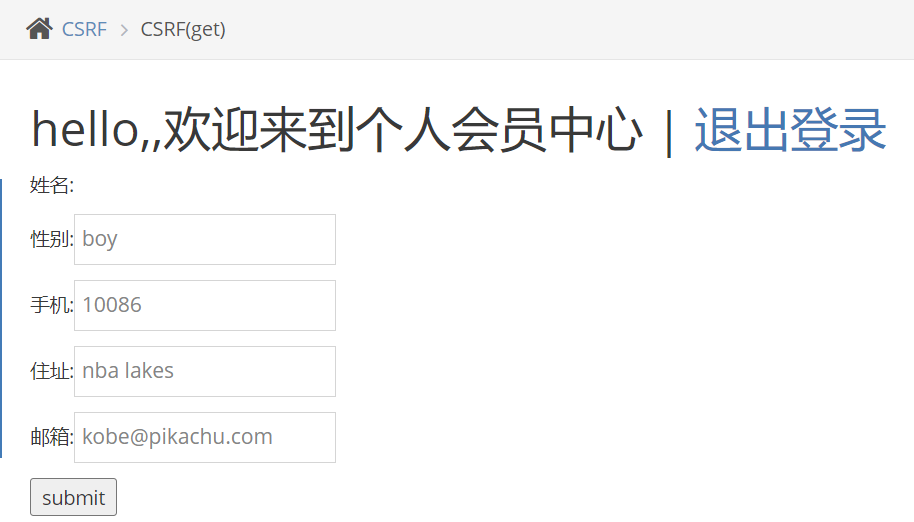 CSRF > CSRF(get)
hello,,欢迎来到个人会员中心 | 退出登录
姓名:
性别: boy
手机: 10086
住址: nba lakes
邮箱: kobe@pikachu.com
submit